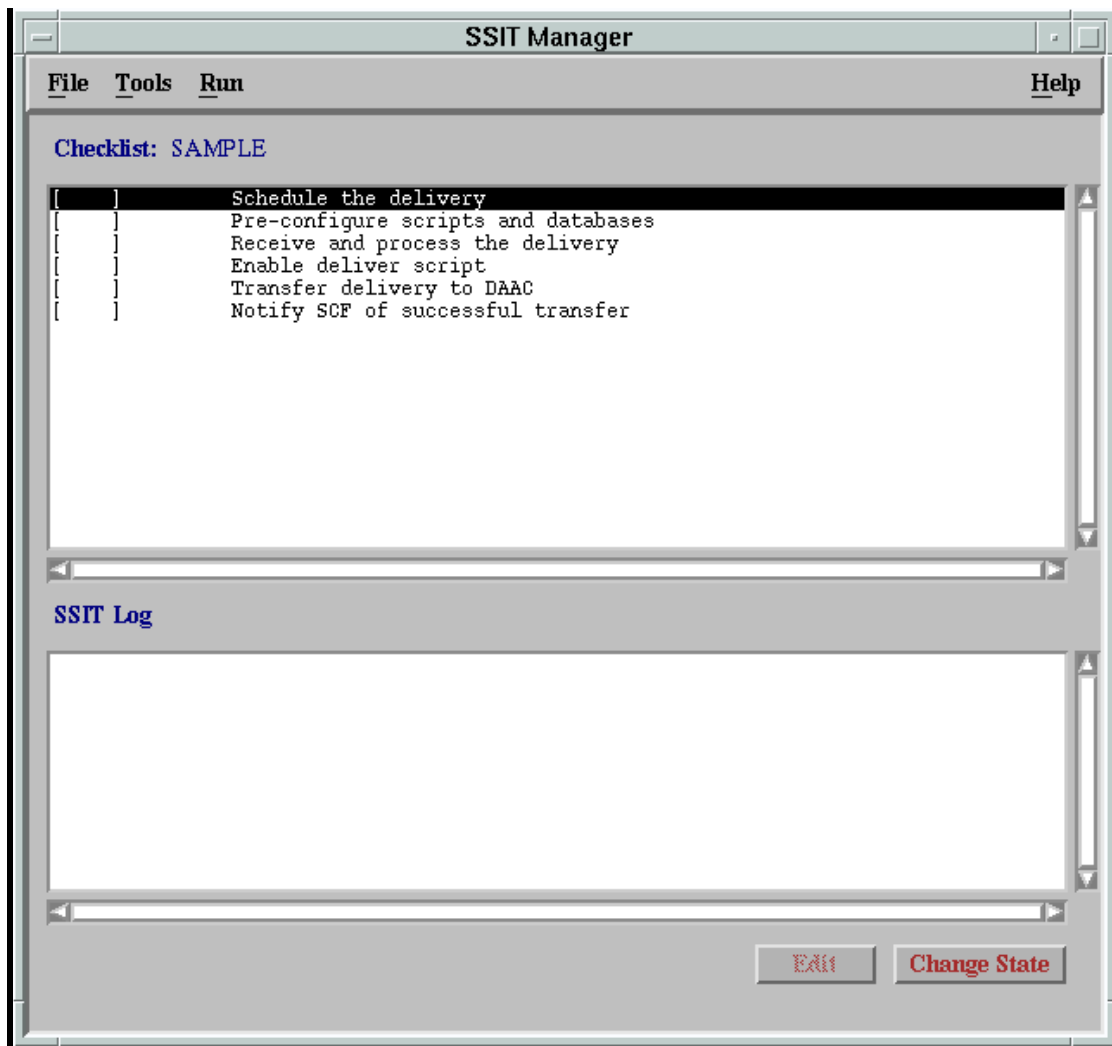 SSIT Manager
File Tools Run Help
Checklist: SAMPLE
[ ] Schedule the delivery
[ ] Pre-configure scripts and databases
[ ] Receive and process the delivery
[ ] Enable deliver script
[ ] Transfer delivery to DAAC
[ ] Notify SCF of successful transfer
SSIT Log
Edit Change State